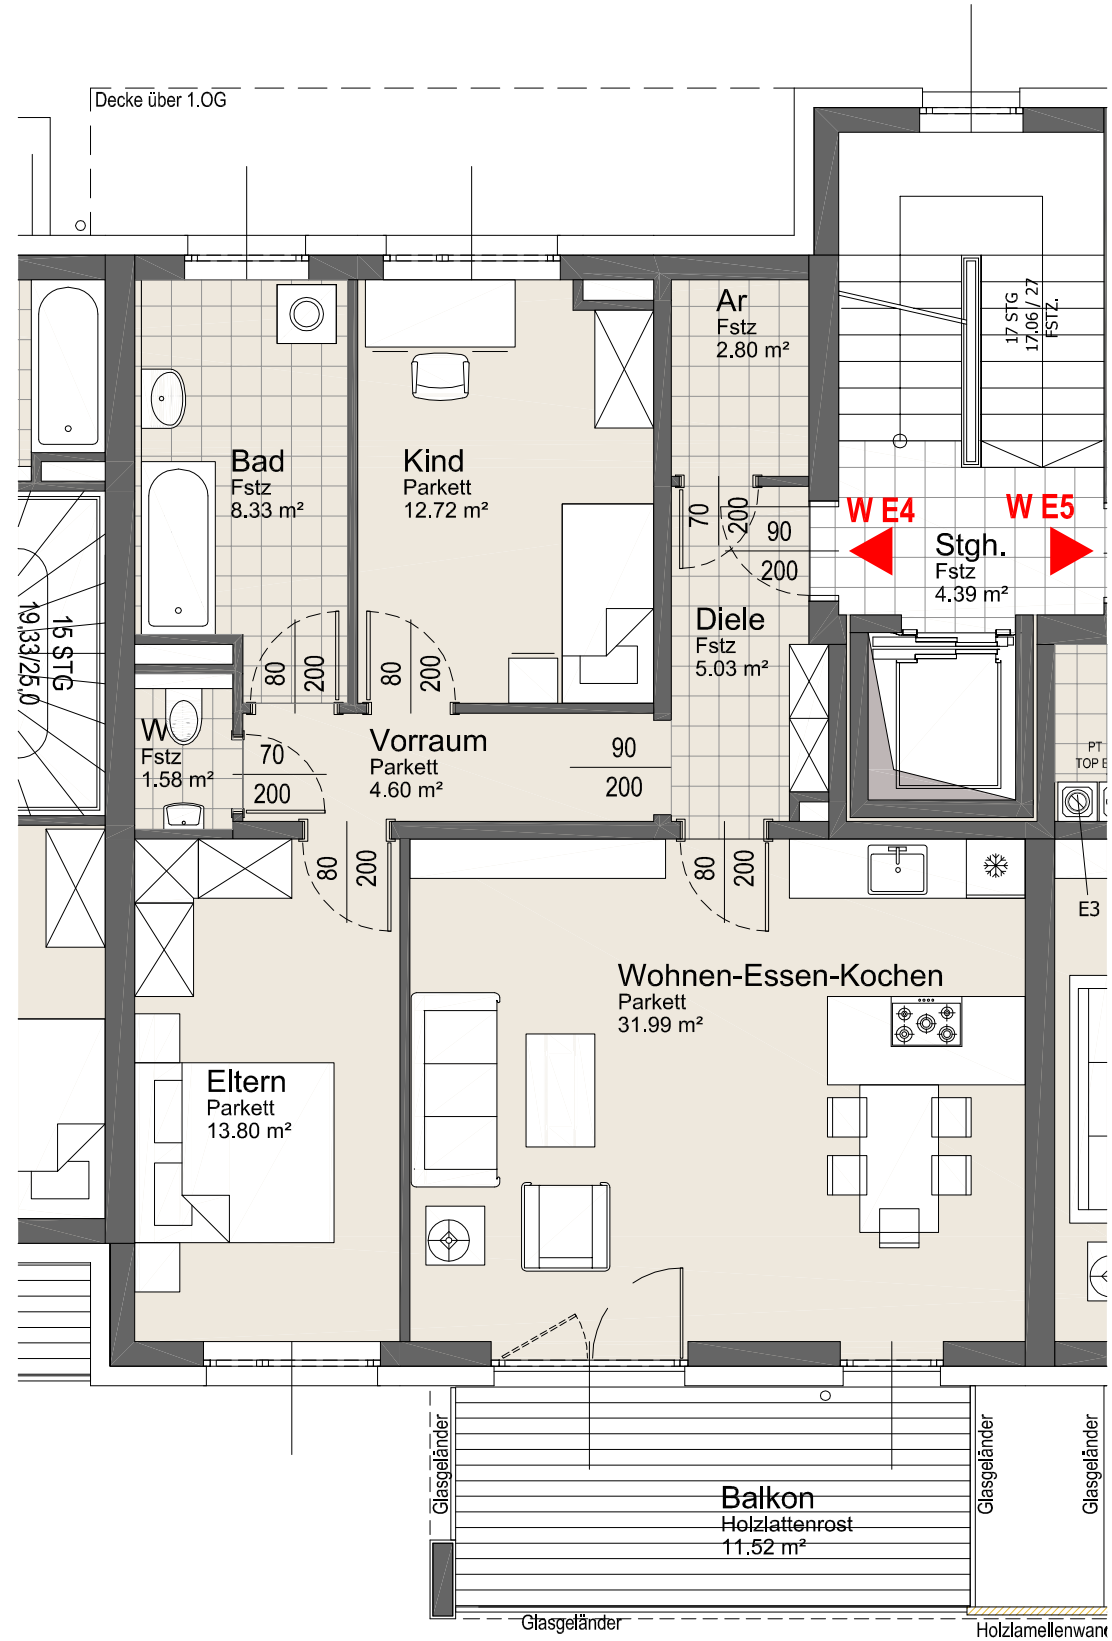 Decke über 1.OG
17 STG
17.06 / 27
FSTZ.
Ar
Fstz
2.80 m²
Bad
Fstz
8.33 m²
Kind
Parkett
12.72 m²
70
200
90
200
W E4
W E5
Stgh.
Fstz
4.39 m²
15 STG
19,33/25,0
Diele
Fstz
5.03 m²
80
200
80
200
W
Fstz
1.58 m²
70
200
Vorraum
Parkett
4.60 m²
90
200
PT
TOP E
80
200
80
200
E3
Wohnen-Essen-Kochen
Parkett
31.99 m²
Eltern
Parkett
13.80 m²
Glasgeländer
Glasgeländer
Glasgeländer
Balkon
Holzlattenrost
11.52 m²
Glasgeländer
Holzlamellenwand